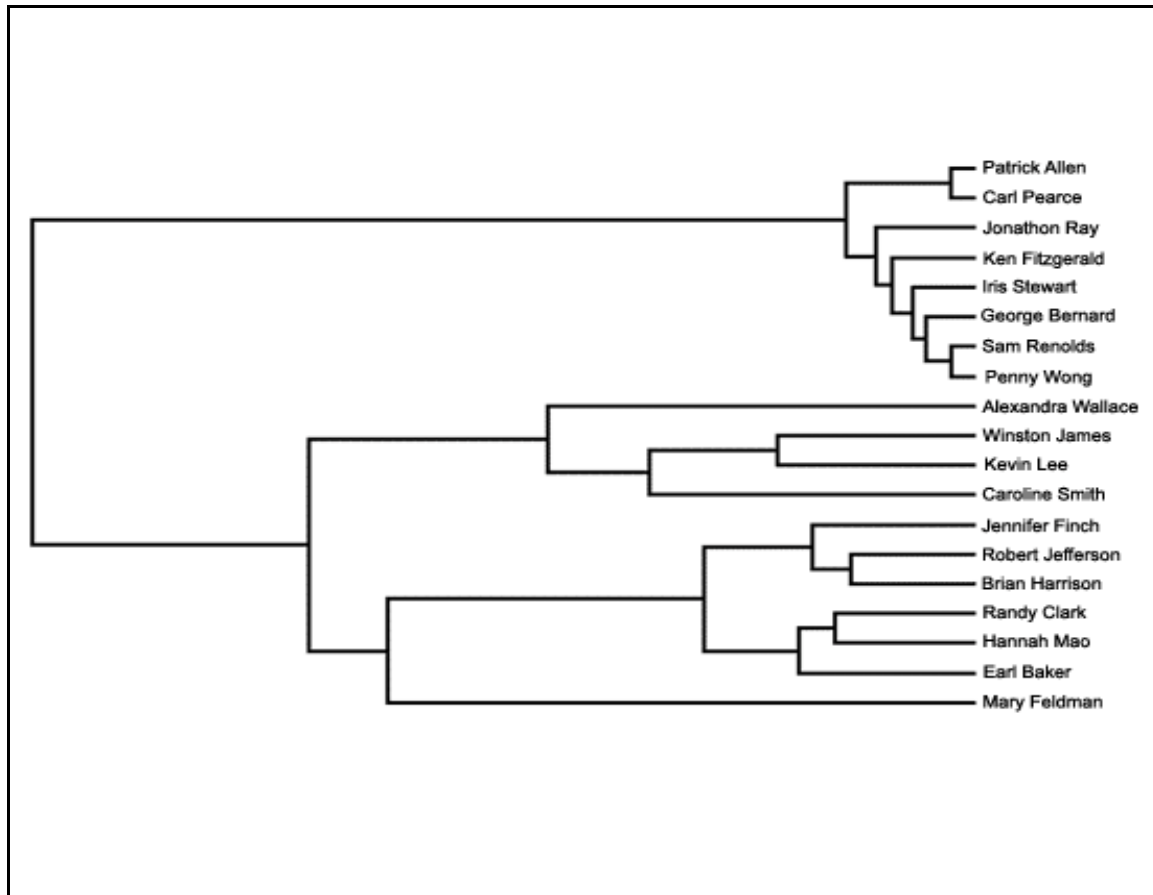 Patrick Allen
Carl Pearce
Jonathon Ray
Ken Fitzgerald
Iris Stewart
George Bernard
Sam Renolds
Penny Wong
Alexandra Wallace
Winston James
Kevin Lee
Caroline Smith
Jennifer Finch
Robert Jefferson
Brian Harrison
Randy Clark
Hannah Mao
Earl Baker
Mary Feldman